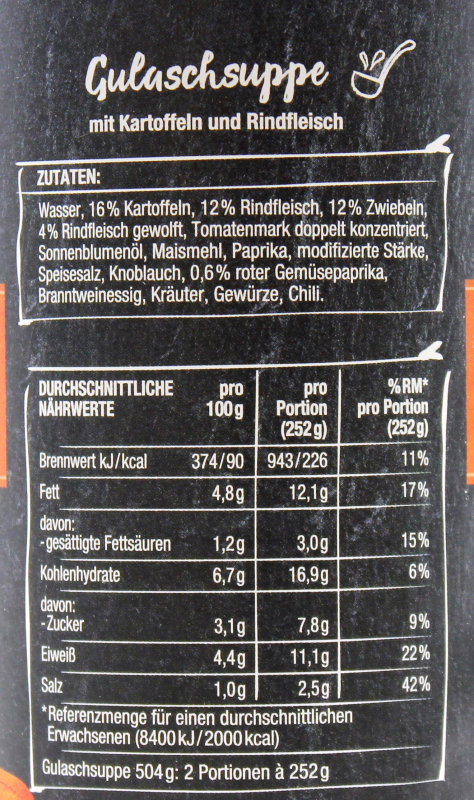 Gulaschsuppe
mit Kartoffeln und Rindfleisch
ZUTATEN:
Wasser, 16% Kartoffeln, 12% Rindfleisch, 12% Zwiebeln,
4% Rindfleisch gewolft, Tomatenmark doppelt konzentriert,
Sonnenblumenöl, Maismehl, Paprika, modifizierte Stärke,
Speisesalz, Knoblauch, 0,6% roter Gemüsepaprika,
Branntweinessig, Kräuter, Gewürze, Chili.
DURCHSCHNITTLICHE pro pro %RM*
NÄHRWERTE 100g Portion pro Portion
(252g) (252g)
Brennwert kJ/kcal 374/90 943/226 11%
Fett 4,8g 12,1g 17%
davon:
-gesättigte Fettsäuren 1,2g 3,0g 15%
Kohlenhydrate 6,7g 16,9g 6%
davon:
-Zucker 3,1g 7,8g 9%
Eiweiß 4,4g 11,1g 22%
Salz 1,0g 2,5g 42%
*Referenzmenge für einen durchschnittlichen
Erwachsenen (8400kJ/2000kcal)
Gulaschsuppe 504g: 2 Portionen à 252g